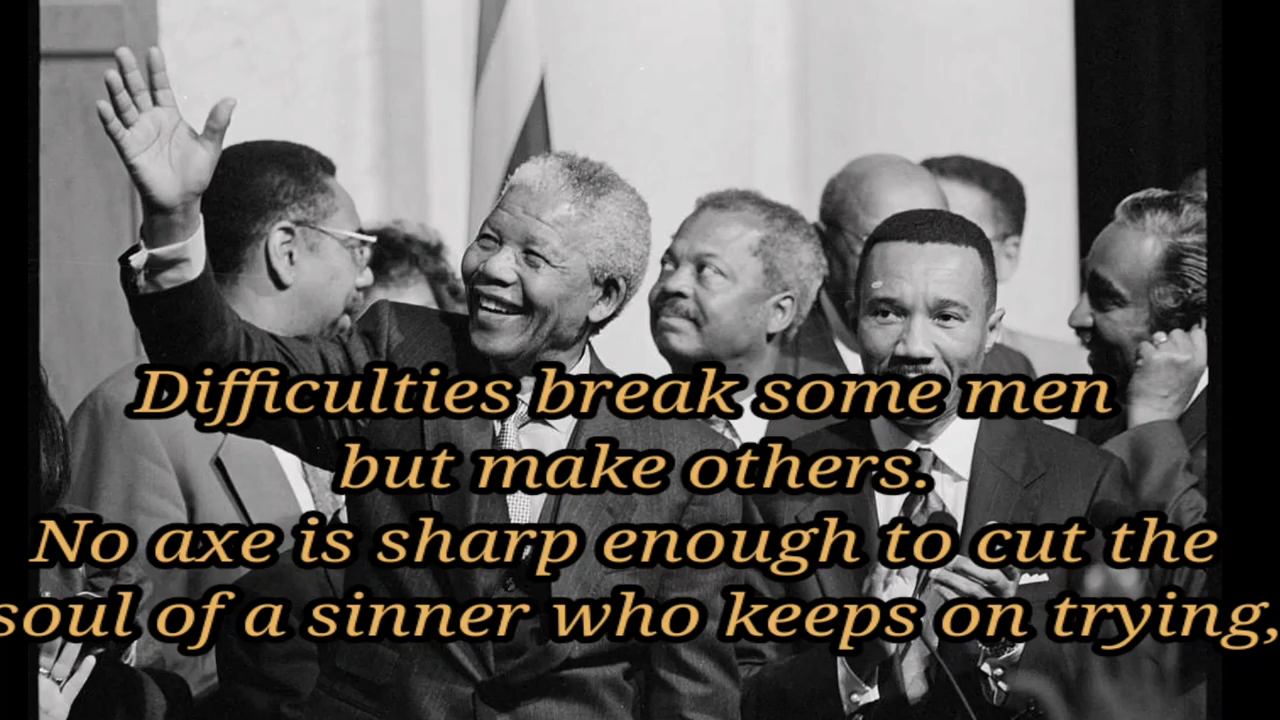 Difficulties break some men
but make others.
No axe is sharp enough to cut the
soul of a sinner who keeps on trying,